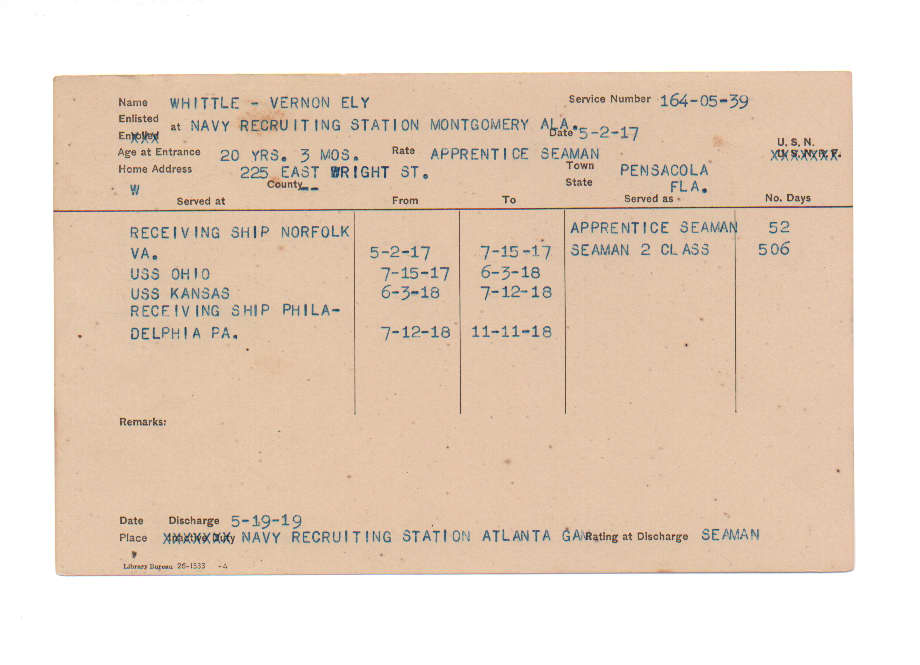 Name WHITTLE - VERNON ELY Service Number 164-05-39
Enlisted
Enrolled at NAVY RECRUITING STATION MONTGOMERY ALA. Date 5-2-17
U. S. N.
Age at Entrance 20 YRS. 3 MOS. Rate APPRENTICE SEAMAN U. S. N. R. F.
Home Address 225 EAST WRIGHT ST. Town PENSACOLA
W County -- State FLA.
Served at From To Served as No. Days
RECEIVING SHIP NORFOLK APPRENTICE SEAMAN 52
VA. 5-2-17 7-15-17 SEAMAN 2 CLASS 506
USS OHIO 7-15-17 6-3-18
USS KANSAS 6-3-18 7-12-18
RECEIVING SHIP PHILA-
DELPHIA PA. 7-12-18 11-11-18
Remarks:
Date Discharge 5-19-19
Place Inactive Duty NAVY RECRUITING STATION ATLANTA GA. Rating at Discharge SEAMAN
Library Bureau 26-1533 -A